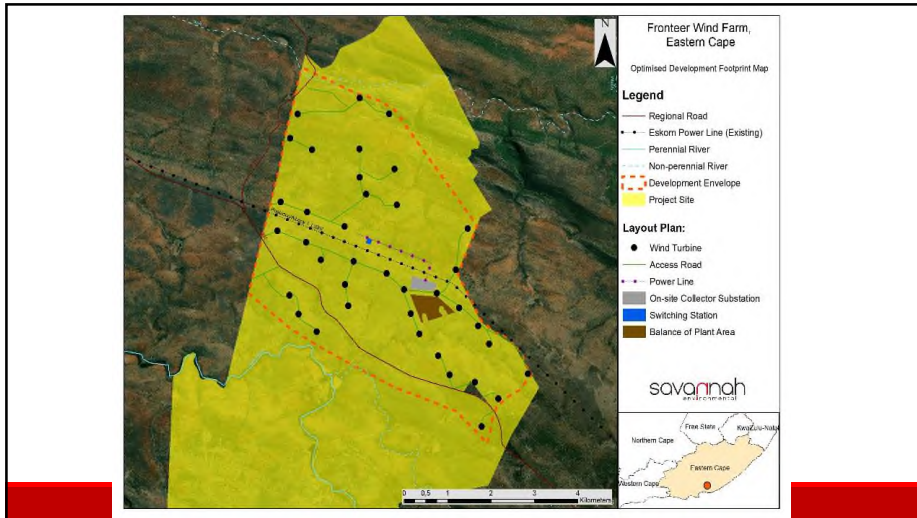 N
Fronteer Wind Farm,
Eastern Cape
Optimised Development Footprint Map
Legend
Regional Road
Eskom Power Line (Existing)
Perennial River
Non-perennial River
Development Envelope
Project Site
Layout Plan:
Wind Turbine
Access Road
Power Line
On-site Collector Substation
Switching Station
Balance of Plant Area
savannah
environmental
Free State
KwaZulu-Natal
Northern Cape
Eastern Cape
Western Cape
0 0,5 1 2 3 4
Kilometers